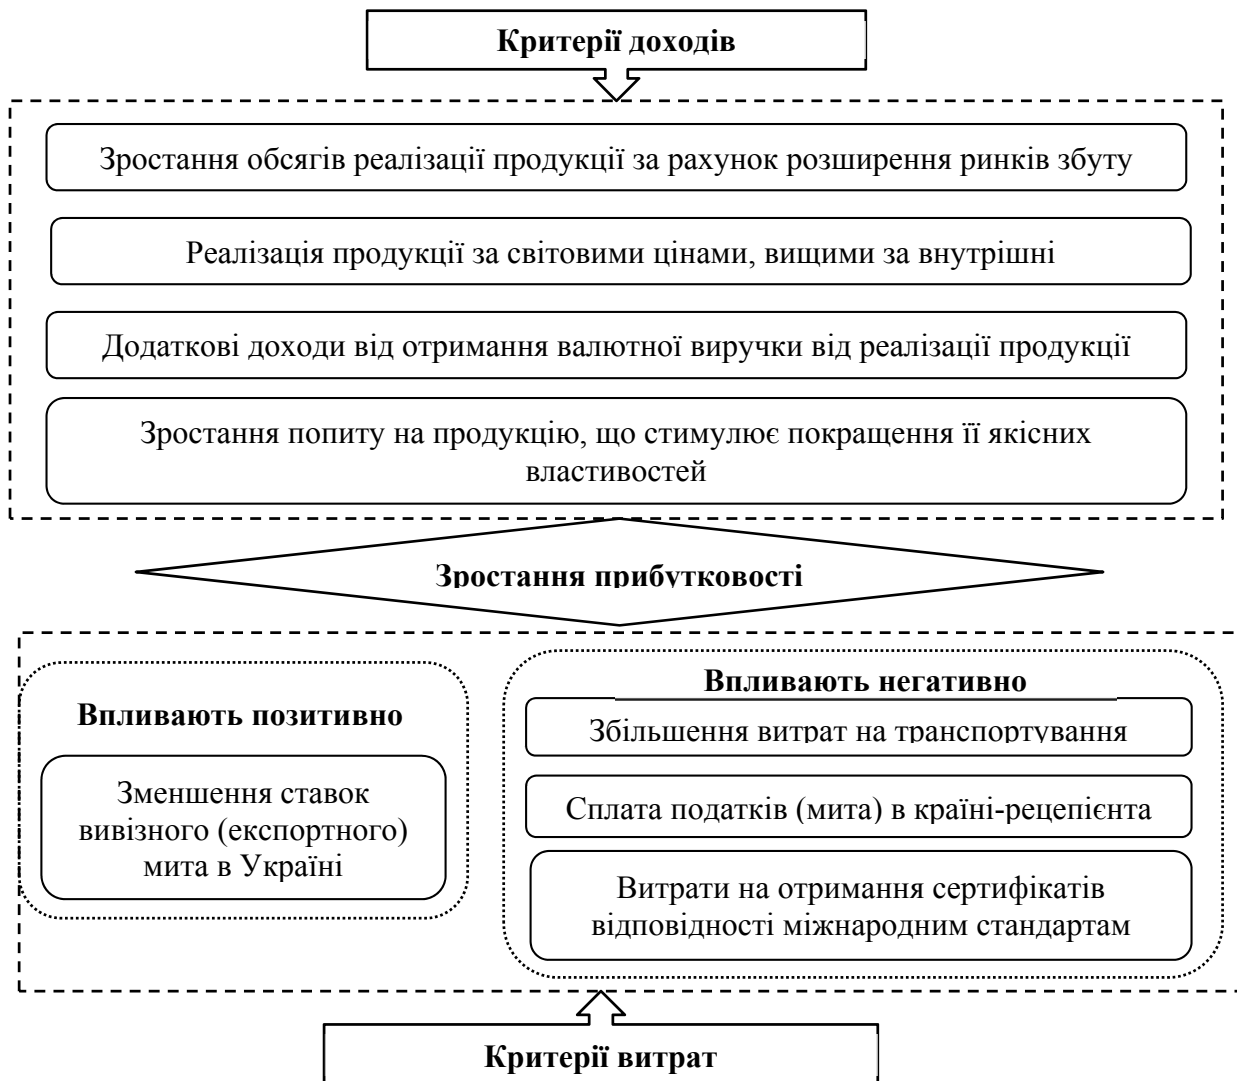 Критерії доходів
Зростання обсягів реалізації продукції за рахунок розширення ринків збуту
Реалізація продукції за світовими цінами, вищими за внутрішні
Додаткові доходи від отримання валютної виручки від реалізації продукції
Зростання попиту на продукцію, що стимулює покращення її якісних
властивостей
Зростання прибутковості
Впливають позитивно
Зменшення ставок
вивізного (експортного)
мита в Україні
Впливають негативно
Збільшення витрат на транспортування
Сплата податків (мита) в країні-рецепієнта
Витрати на отримання сертифікатів
відповідності міжнародним стандартам
Критерії витрат